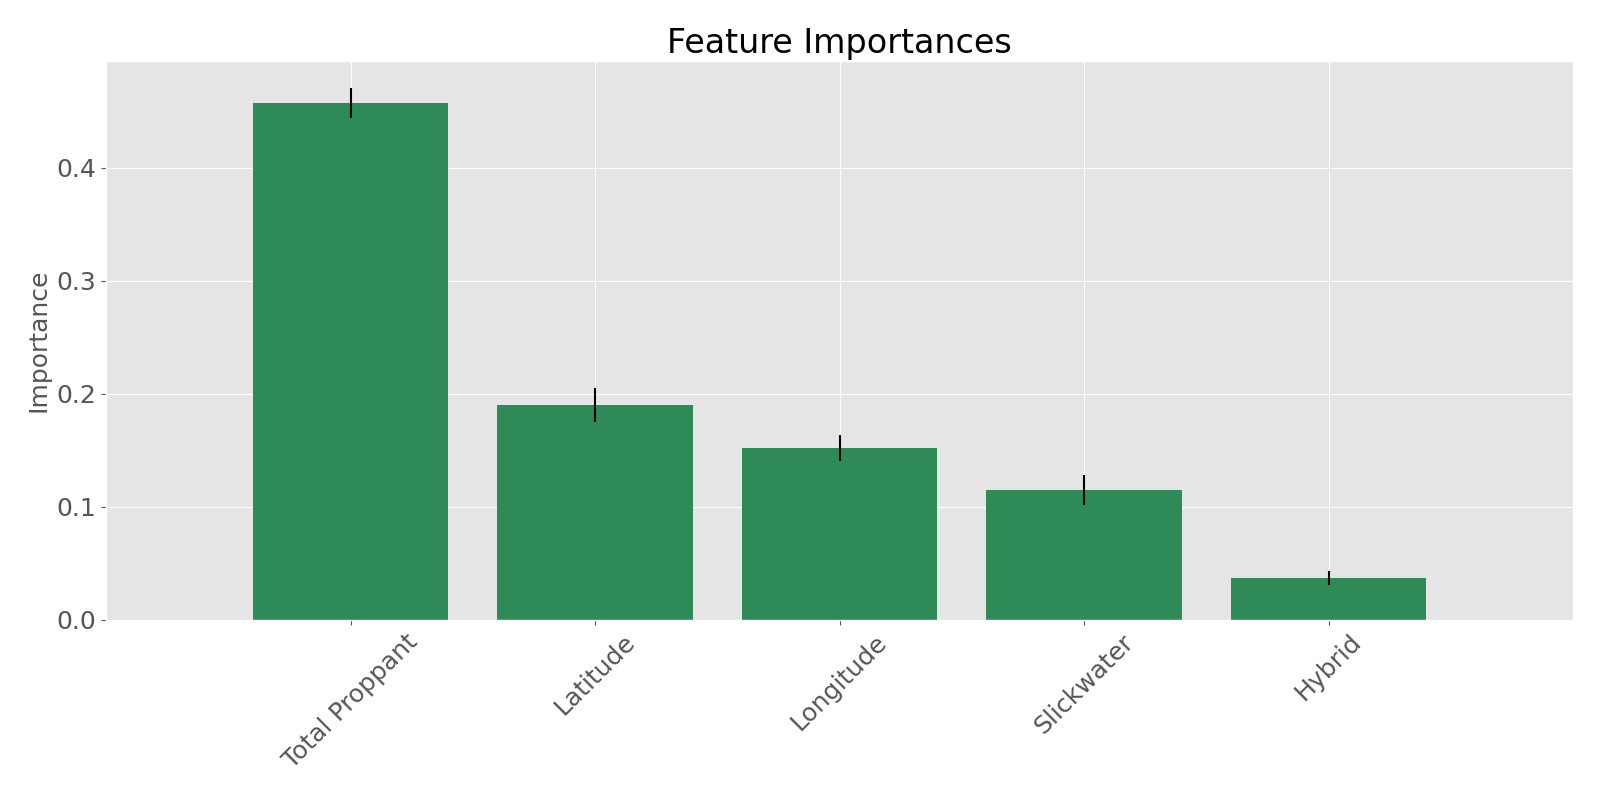 Feature Importances
Importance
0.4
0.3
0.2
0.1
0.0
Total Proppant
Latitude
Longitude
Slickwater
Hybrid